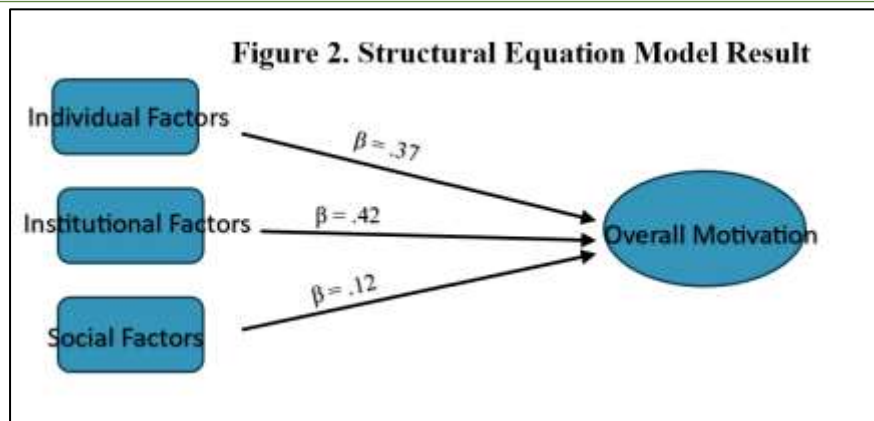 Figure 2. Structural Equation Model Result
Individual Factors
β = .37
Institutional Factors
β = .42
Overall Motivation
β = .12
Social Factors